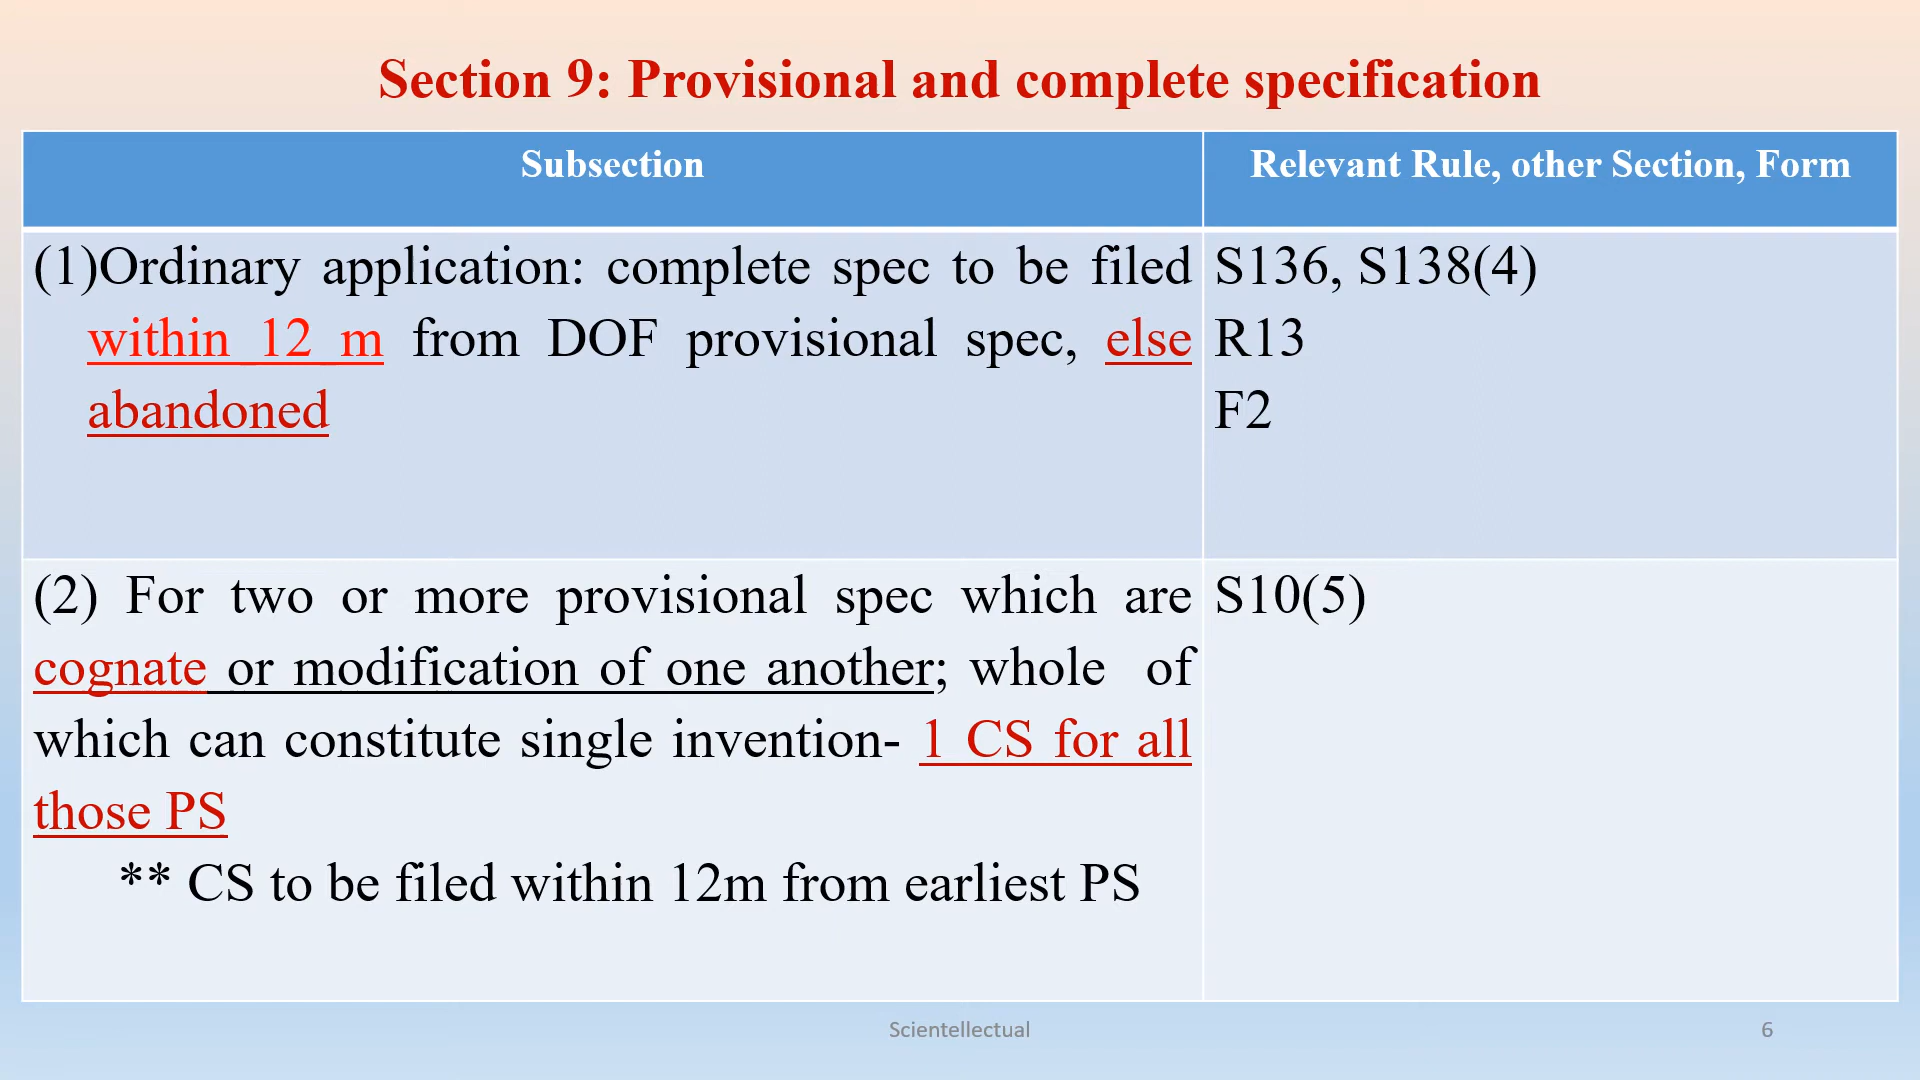 Section 9: Provisional and complete specification
Subsection
Relevant Rule, other Section, Form
(1)Ordinary application: complete spec to be filed
within 12 m from DOF provisional spec, else
abandoned
S136, S138(4)
R13
F2
(2) For two or more provisional spec which are
cognate or modification of one another; whole of
which can constitute single invention- 1 CS for all
those PS
** CS to be filed within 12m from earliest PS
S10(5)
Scientellectual
6